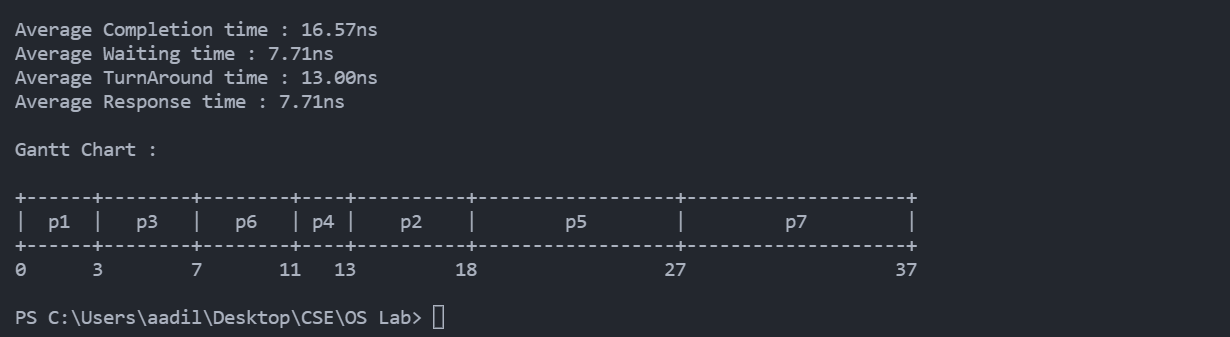 Average Completion time : 16.57ns
Average Waiting time : 7.71ns
Average TurnAround time : 13.00ns
Average Response time : 7.71ns
Gantt Chart :
+------+--------+--------+----+----------+------------------+--------------------+
|  p1  |   p3   |   p6   | p4 |    p2    |        p5        |         p7         |
+------+--------+--------+----+----------+------------------+--------------------+
0      3        7       11   13         18                 27                   37
PS C:\Users\aadil\Desktop\CSE\OS Lab>